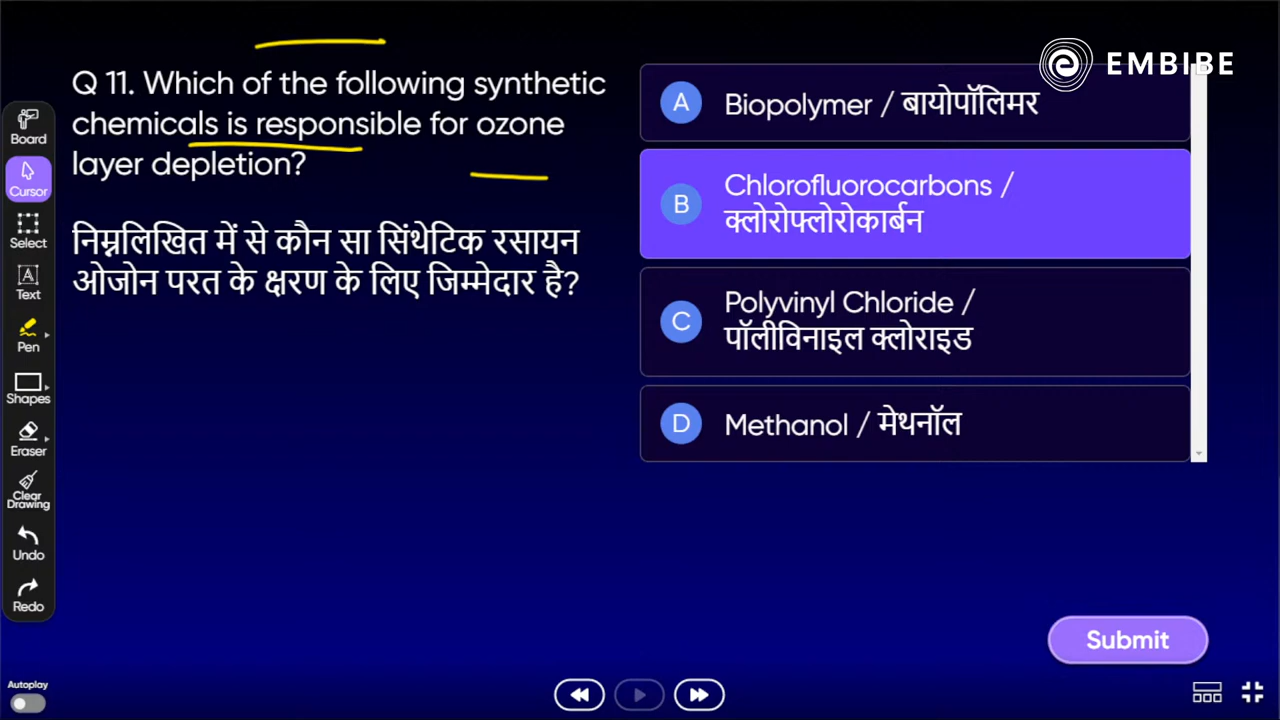 EMBIBE
Q 11. Which of the following synthetic
chemicals is responsible for ozone
layer depletion?
निम्नलिखित में से कौन सा सिंथेटिक रसायन
ओजोन परत के क्षरण के लिए जिम्मेदार है?
A Biopolymer / बायोपॉलिमर
B Chlorofluorocarbons /
क्लोरोफ्लोरोकार्बन
C Polyvinyl Chloride /
पॉलीविनाइल क्लोराइड
D Methanol / मेथनॉल
Board
Cursor
Select
A
Text
Pen
Shapes
Eraser
Clear
Drawing
Undo
Redo
Submit
Autoplay